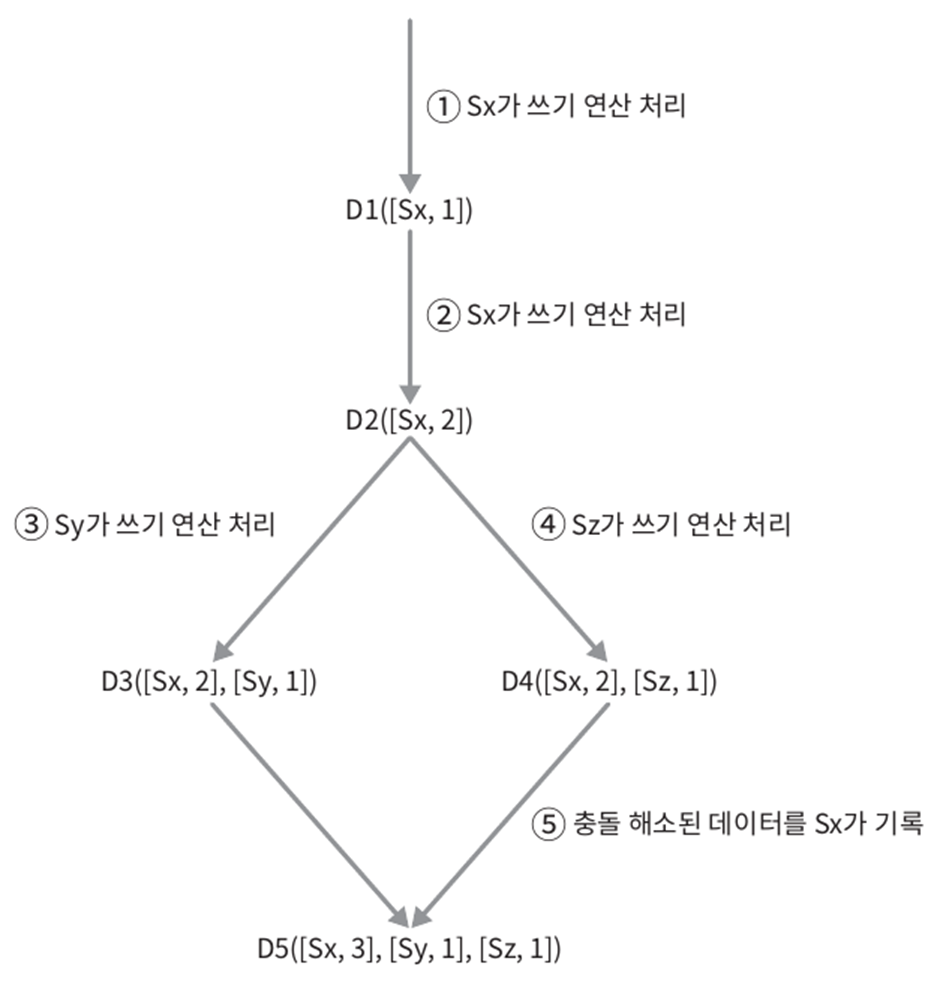 ① Sx가 쓰기 연산 처리
D1([Sx, 1])
② Sx가 쓰기 연산 처리
D2([Sx, 2])
③ Sy가 쓰기 연산 처리
④ Sz가 쓰기 연산 처리
D3([Sx, 2], [Sy, 1])
D4([Sx, 2], [Sz, 1])
⑤ 충돌 해소된 데이터를 Sx가 기록
D5([Sx, 3], [Sy, 1], [Sz, 1])